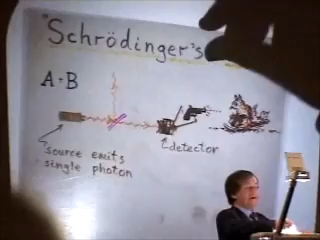 "Schrödinger's
A + B
source emits
single photon
detector